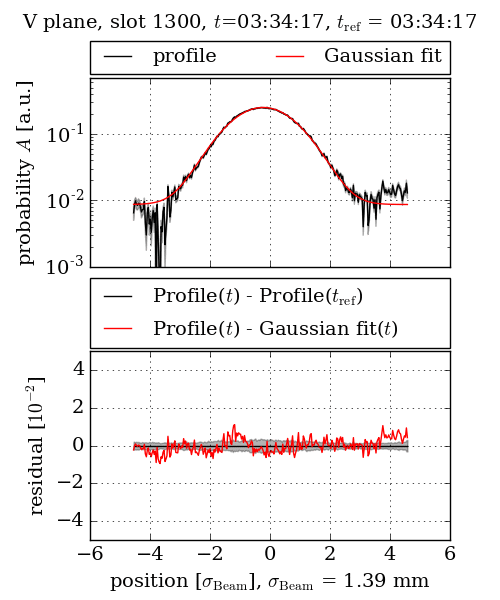 V plane, slot 1300, t=03:34:17, t_ref = 03:34:17
profile Gaussian fit
probability A [a.u.]
10^-1
10^-2
10^-3
Profile(t) - Profile(t_ref)
Profile(t) - Gaussian fit(t)
residual [10^-2]
4
2
0
−2
−4
−6 −4 −2 0 2 4 6
position [σ_Beam], σ_Beam = 1.39 mm